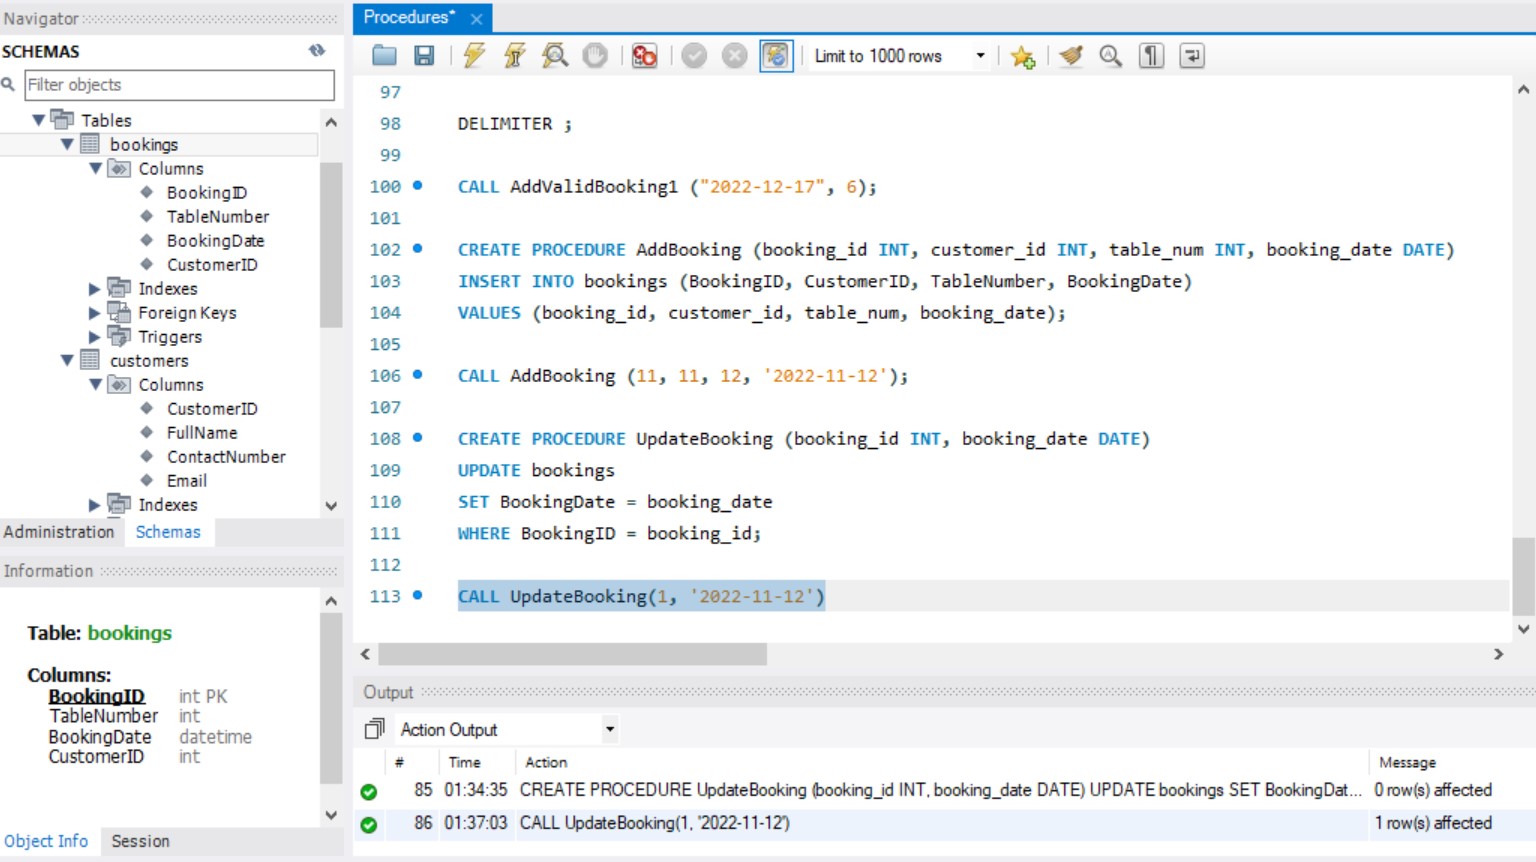 Navigator
SCHEMAS
Filter objects
Tables
bookings
Columns
BookingID
TableNumber
BookingDate
CustomerID
Indexes
Foreign Keys
Triggers
customers
Columns
CustomerID
FullName
ContactNumber
Email
Indexes
Administration Schemas
Information
Table: bookings
Columns:
BookingID int PK
TableNumber int
BookingDate datetime
CustomerID int
Object Info Session
Procedures*
Limit to 1000 rows
97
98 DELIMITER ;
99
100 CALL AddValidBooking1 ("2022-12-17", 6);
101
102 CREATE PROCEDURE AddBooking (booking_id INT, customer_id INT, table_num INT, booking_date DATE)
103 INSERT INTO bookings (BookingID, CustomerID, TableNumber, BookingDate)
104 VALUES (booking_id, customer_id, table_num, booking_date);
105
106 CALL AddBooking (11, 11, 12, '2022-11-12');
107
108 CREATE PROCEDURE UpdateBooking (booking_id INT, booking_date DATE)
109 UPDATE bookings
110 SET BookingDate = booking_date
111 WHERE BookingID = booking_id;
112
113 CALL UpdateBooking(1, '2022-11-12')
Output
Action Output
# Time Action Message
85 01:34:35 CREATE PROCEDURE UpdateBooking (booking_id INT, booking_date DATE) UPDATE bookings SET BookingDat... 0 row(s) affected
86 01:37:03 CALL UpdateBooking(1, '2022-11-12') 1 row(s) affected